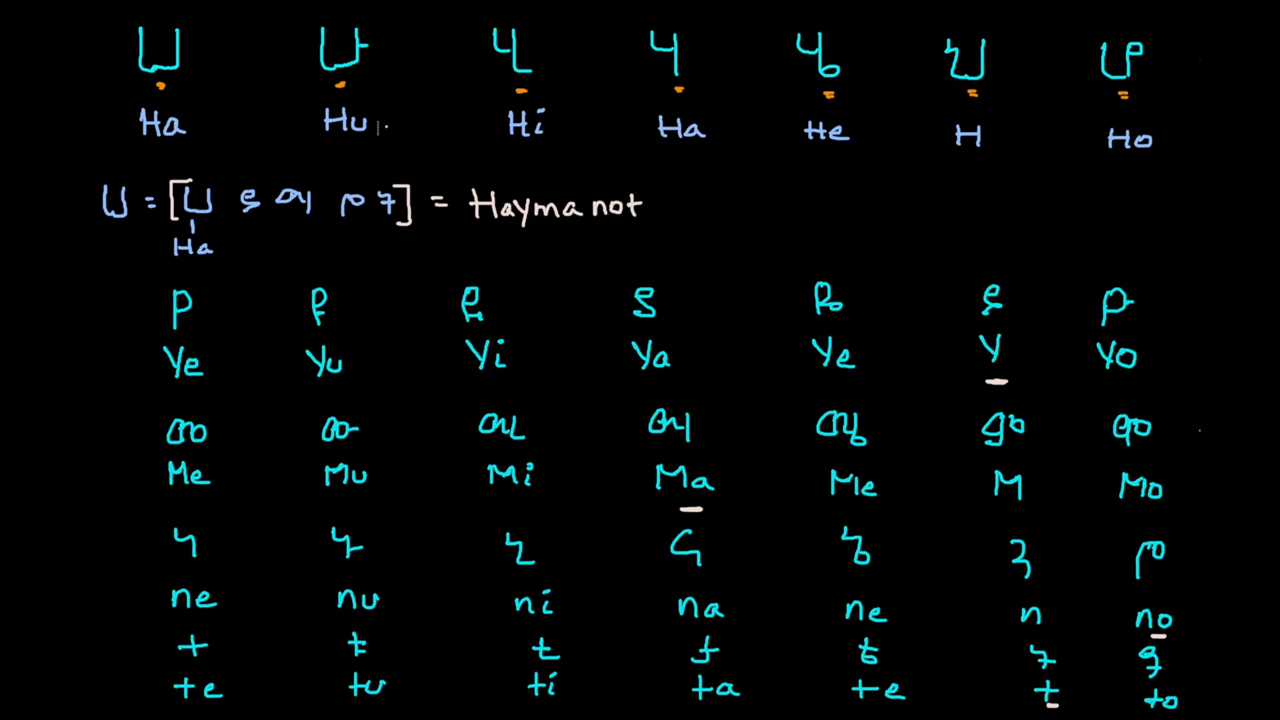 ሀ ሁ ሂ ሃ ሄ ህ ሆ
Ha Hu Hi Ha He H Ho
ሀ = [ሀ ይ ማ ኖ ት] = Haymanot
Ha
የ ዩ ዪ ያ ዬ ይ ዮ
Ye Yu Yi Ya Ye Y Yo
መ ሙ ሚ ማ ሜ ም ሞ
Me Mu Mi Ma Me M Mo
ነ ኑ ኒ ና ኔ ን ኖ
ne nu ni na ne n no
ተ ቱ ቲ ታ ቴ ት ቶ
te tu ti ta te t to